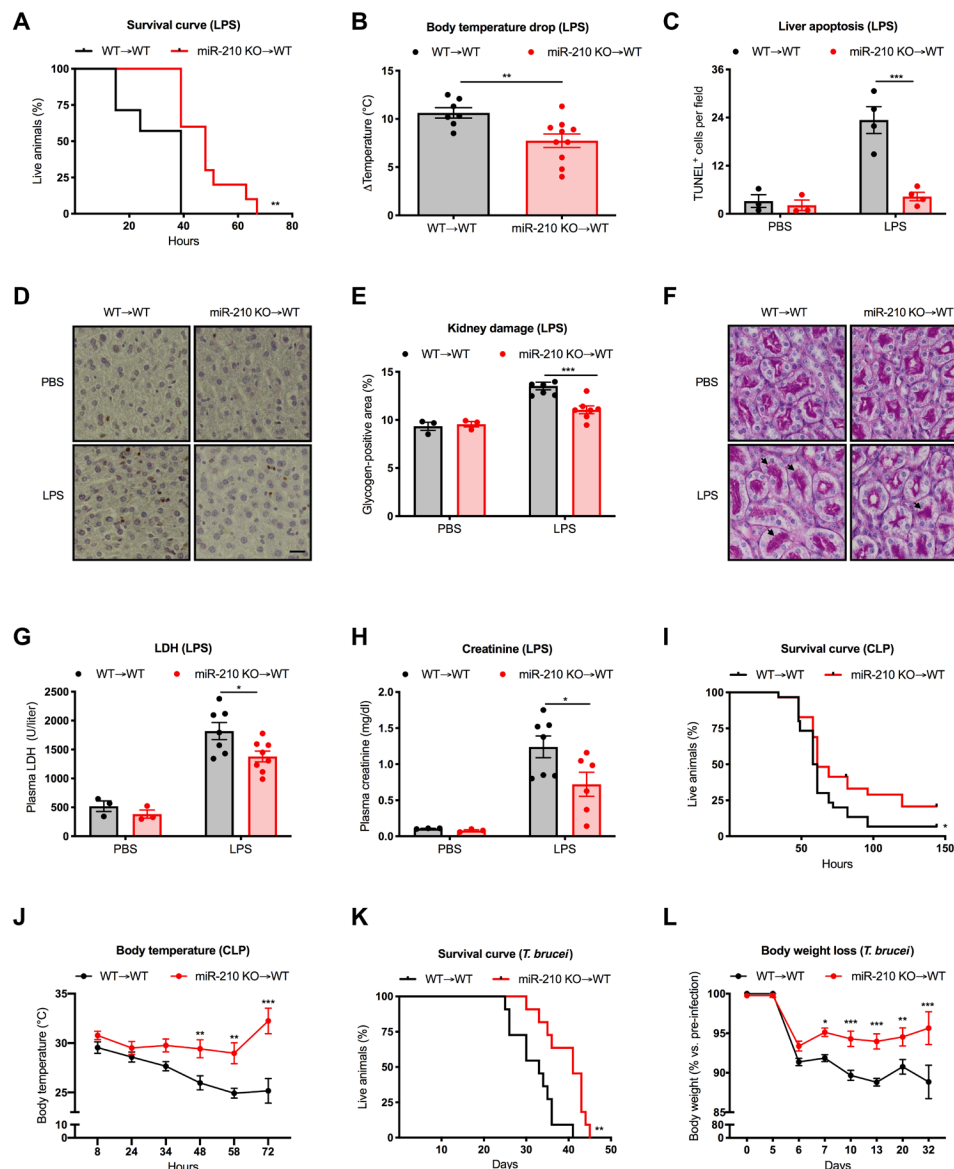 A
Survival curve (LPS)
WT→WT miR-210 KO→WT
Live animals (%)
100
75
50
25
0
0 20 40 60 80
**
Hours
B
Body temperature drop (LPS)
WT→WT miR-210 KO→WT
ΔTemperature (°C)
15
10
5
0
**
WT→WT miR-210 KO→WT
C
Liver apoptosis (LPS)
WT→WT miR-210 KO→WT
TUNEL+ cells per field
36
24
12
0
***
PBS LPS
D
WT→WT miR-210 KO→WT
PBS
LPS
E
Kidney damage (LPS)
WT→WT miR-210 KO→WT
Glycogen-positive area (%)
20
15
10
5
0
***
PBS LPS
F
WT→WT miR-210 KO→WT
PBS
LPS
G
LDH (LPS)
WT→WT miR-210 KO→WT
Plasma LDH (U/liter)
2500
2000
1500
1000
500
0
*
PBS LPS
H
Creatinine (LPS)
WT→WT miR-210 KO→WT
Plasma creatinine (mg/dl)
2.0
1.5
1.0
0.5
0.0
*
PBS LPS
I
Survival curve (CLP)
WT→WT miR-210 KO→WT
Live animals (%)
100
75
50
25
0
0 50 100 150
*
Hours
J
Body temperature (CLP)
WT→WT miR-210 KO→WT
Body temperature (°C)
35
30
25
10
0
** ** ***
8 24 34 48 58 72
Hours
K
Survival curve (T. brucei)
WT→WT miR-210 KO→WT
Live animals (%)
100
75
50
25
0
0 10 20 30 40 50
**
Days
L
Body weight loss (T. brucei)
WT→WT miR-210 KO→WT
Body weight (% vs. pre-infection)
100
95
90
85
80
0
* *** *** ** ***
0 5 6 7 10 13 20 32
Days